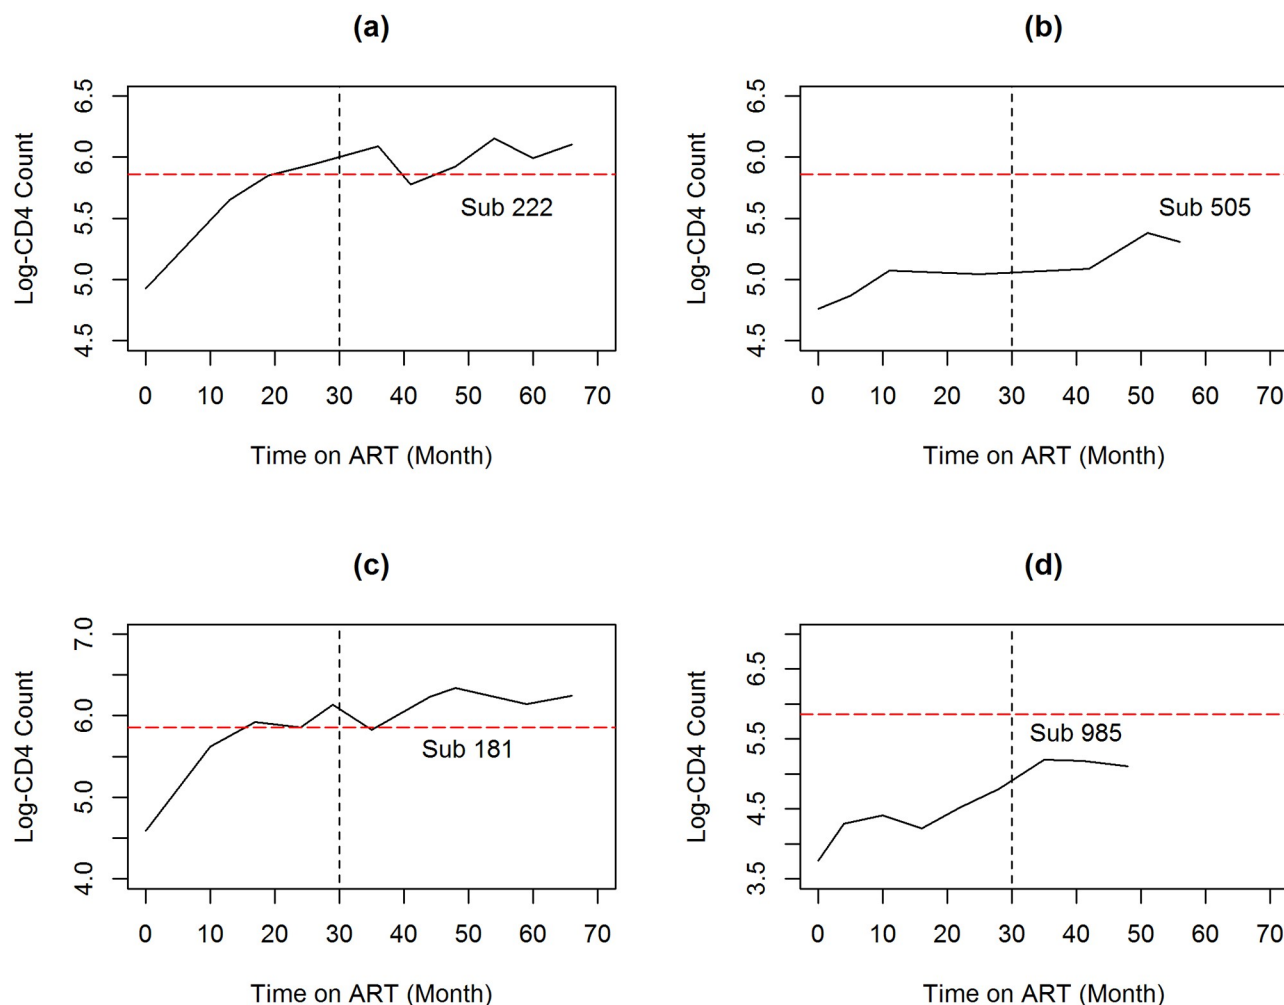 (a)
6.5
6.0
5.5
5.0
4.5
Log-CD4 Count
Sub 222
0 10 20 30 40 50 60 70
Time on ART (Month)
(b)
6.5
6.0
5.5
5.0
4.5
Log-CD4 Count
Sub 505
0 10 20 30 40 50 60 70
Time on ART (Month)
(c)
7.0
6.0
5.0
4.0
Log-CD4 Count
Sub 181
0 10 20 30 40 50 60 70
Time on ART (Month)
(d)
6.5
5.5
4.5
3.5
Log-CD4 Count
Sub 985
0 10 20 30 40 50 60 70
Time on ART (Month)